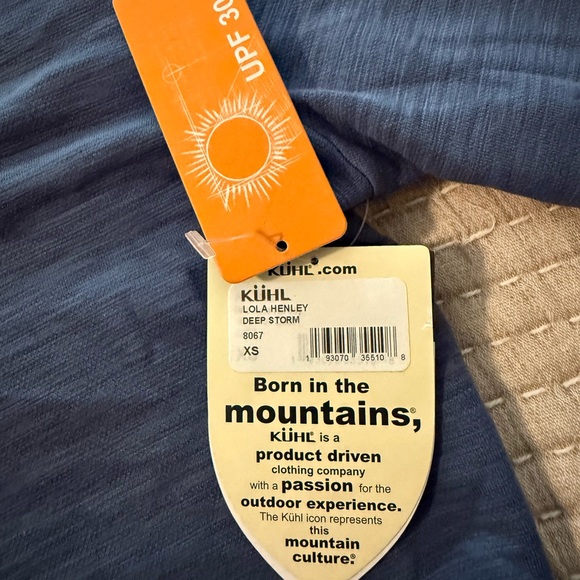 UPF 30
KÜHL®.com
KÜHL
LOLA HENLEY
DEEP STORM
8067
XS
1 93070 35510 8
Born in the
mountains,®
KÜHL® is a
product driven
clothing company
with a passion for the
outdoor experience.
The Kühl icon represents
this
mountain
culture.®